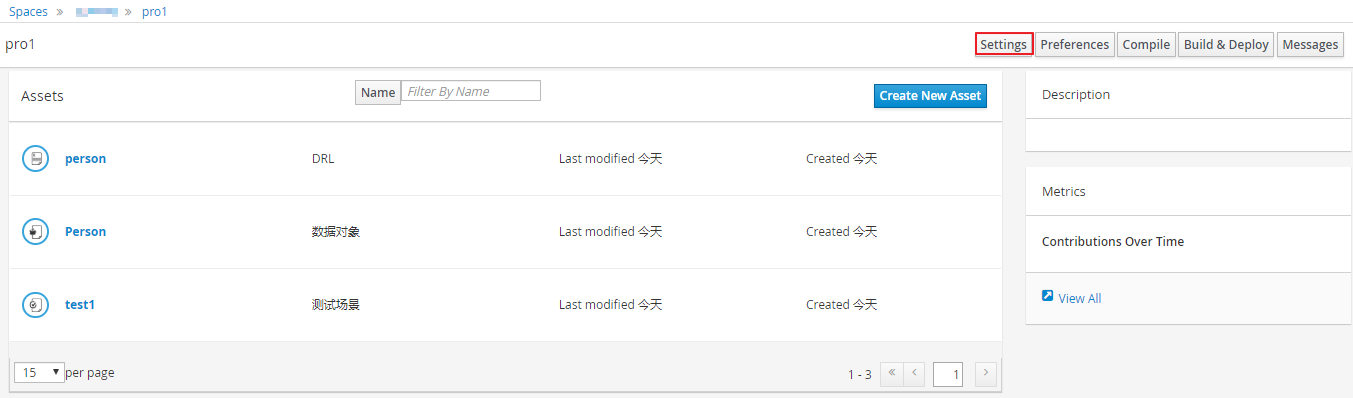 Spaces » » pro1
pro1 Settings Preferences Compile Build & Deploy Messages
Assets Name Filter By Name Create New Asset
person DRL Last modified 今天 Created 今天
Person 数据对象 Last modified 今天 Created 今天
test1 测试场景 Last modified 今天 Created 今天
15 per page 1 - 3 « ‹ 1 ›
Description
Metrics
Contributions Over Time
View All